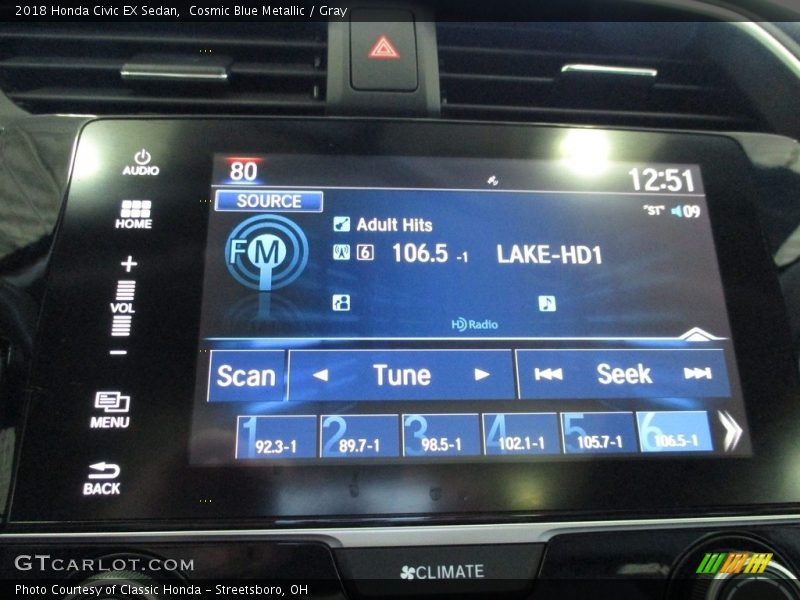 2018 Honda Civic EX Sedan,  Cosmic Blue Metallic / Gray
AUDIO
80
12:51
SOURCE
"ST" 09
HOME
Adult Hits
FM
6 106.5 -1 LAKE-HD1
+
VOL
HD Radio
−
Scan
Tune
Seek
MENU
1 92.3-1
2 89.7-1
3 98.5-1
4 102.1-1
5 105.7-1
6 106.5-1
BACK
GTCARLOT.COM
CLIMATE
Photo Courtesy of Classic Honda - Streetsboro, OH